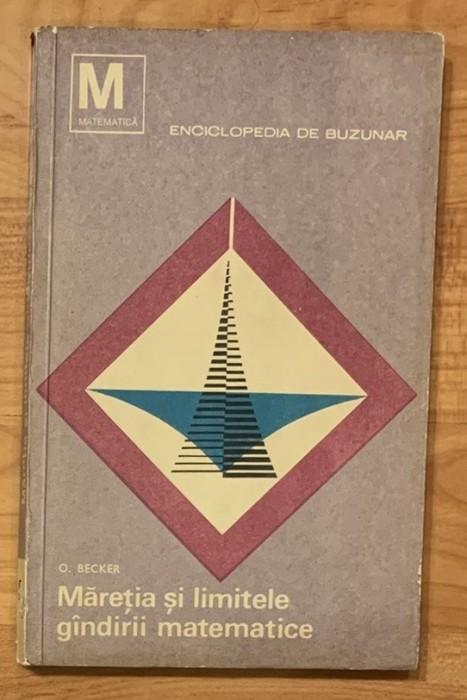 M
MATEMATICĂ
ENCICLOPEDIA DE BUZUNAR
O. BECKER
Măreția și limitele
gîndirii matematice